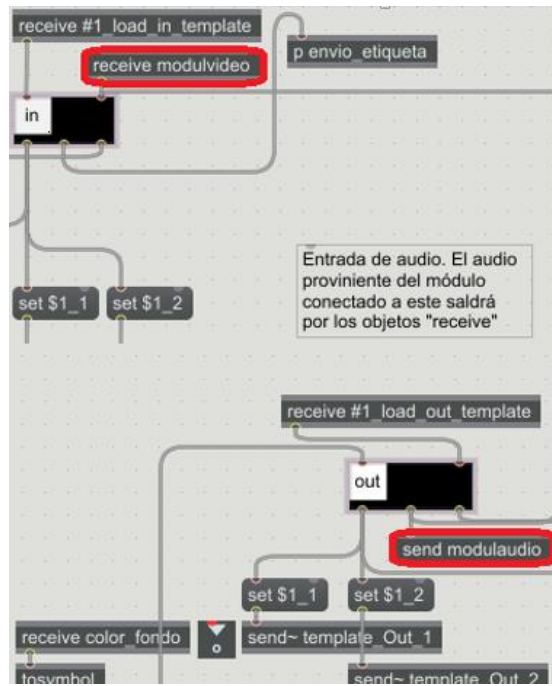 receive #1_load_in_template
p envio_etiqueta
receive modulvideo
in
Entrada de audio. El audio
proviniente del módulo
conectado a este saldrá
por los objetos "receive"
set $1_1
set $1_2
receive #1_load_out_template
out
send modulaudio
set $1_1
set $1_2
receive color_fondo
o
send~ template_Out_1
tosymbol
send~ template_Out_2